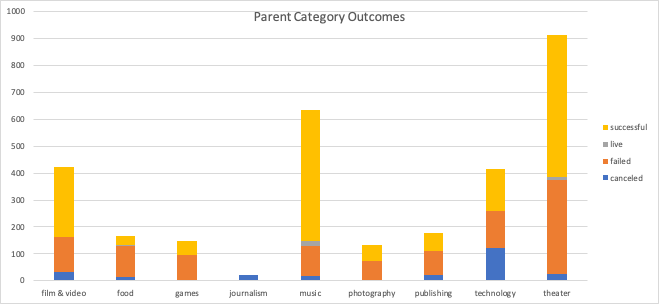 Parent Category Outcomes
1000
900
800
700
600
500
400
300
200
100
0
film & video food games journalism music photography publishing technology theater
successful
live
failed
canceled